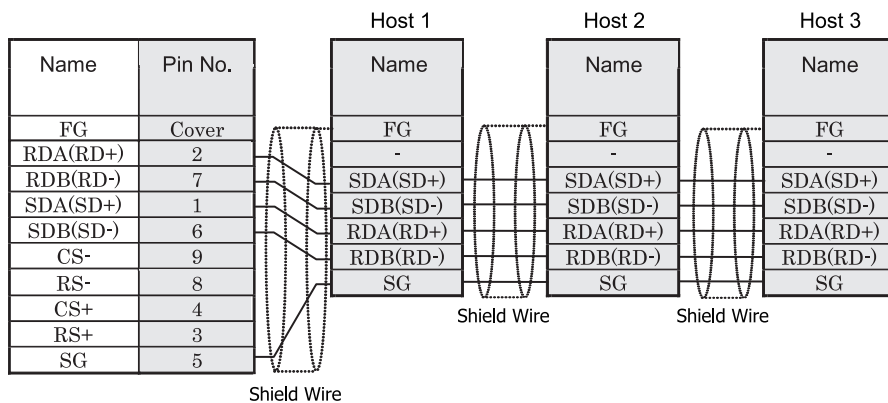 Host 1 Host 2 Host 3
Name Pin No. Name Name Name
FG Cover FG FG FG
RDA(RD+) 2 - - -
RDB(RD-) 7 SDA(SD+) SDA(SD+) SDA(SD+)
SDA(SD+) 1 SDB(SD-) SDB(SD-) SDB(SD-)
SDB(SD-) 6 RDA(RD+) RDA(RD+) RDA(RD+)
CS- 9 RDB(RD-) RDB(RD-) RDB(RD-)
RS- 8 SG SG SG
CS+ 4
Shield Wire Shield Wire
RS+ 3
SG 5
Shield Wire